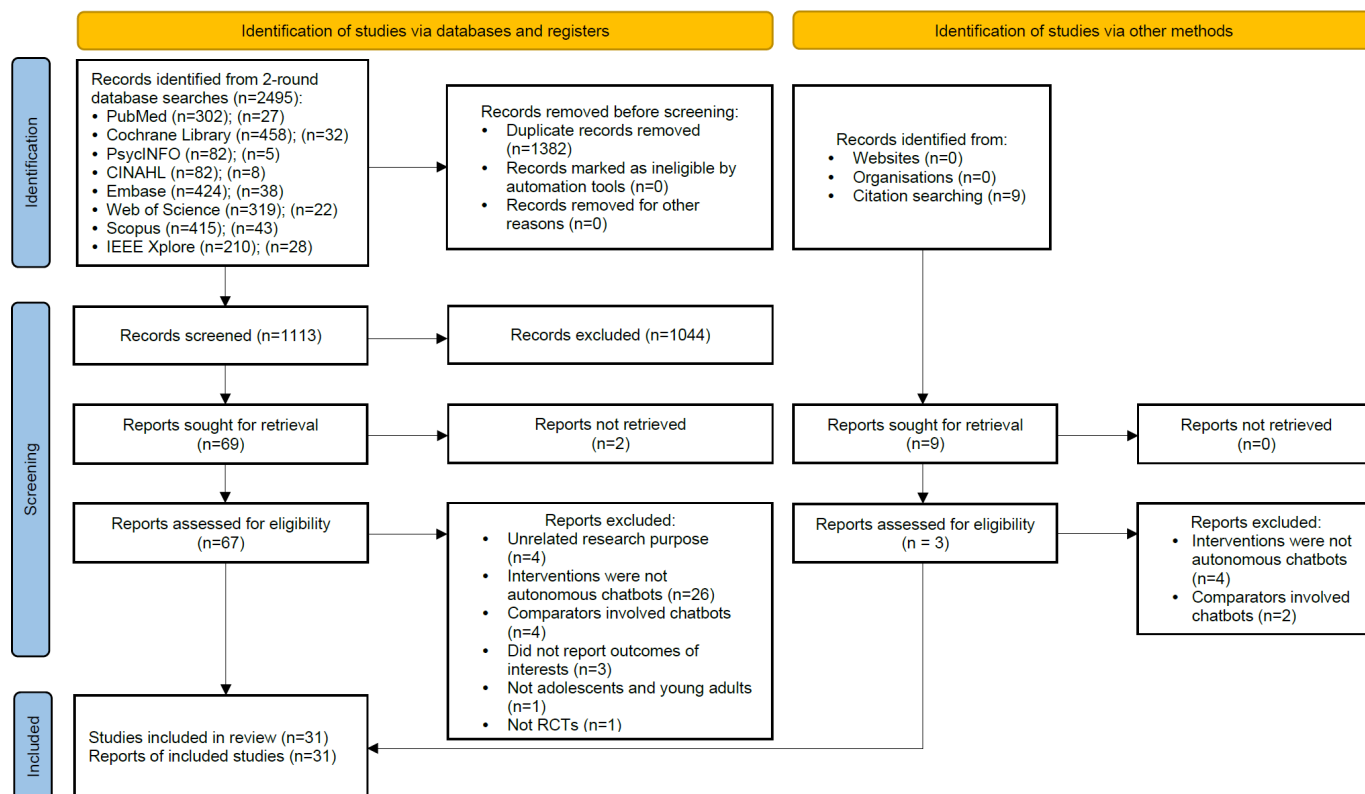 Identification of studies via databases and registers
Identification of studies via other methods
Identification
Records identified from 2-round
database searches (n=2495):
• PubMed (n=302); (n=27)
• Cochrane Library (n=458); (n=32)
• PsycINFO (n=82); (n=5)
• CINAHL (n=82); (n=8)
• Embase (n=424); (n=38)
• Web of Science (n=319); (n=22)
• Scopus (n=415); (n=43)
• IEEE Xplore (n=210); (n=28)
Records removed before screening:
• Duplicate records removed
(n=1382)
• Records marked as ineligible by
automation tools (n=0)
• Records removed for other
reasons (n=0)
Records identified from:
• Websites (n=0)
• Organisations (n=0)
• Citation searching (n=9)
Screening
Records screened (n=1113)
Records excluded (n=1044)
Reports sought for retrieval
(n=69)
Reports not retrieved
(n=2)
Reports sought for retrieval
(n=9)
Reports not retrieved
(n=0)
Reports assessed for eligibility
(n=67)
Reports excluded:
• Unrelated research purpose
(n=4)
• Interventions were not
autonomous chatbots (n=26)
• Comparators involved chatbots
(n=4)
• Did not report outcomes of
interests (n=3)
• Not adolescents and young adults
(n=1)
• Not RCTs (n=1)
Reports assessed for eligibility
(n = 3)
Reports excluded:
• Interventions were not
autonomous chatbots
(n=4)
• Comparators involved
chatbots (n=2)
Included
Studies included in review (n=31)
Reports of included studies (n=31)